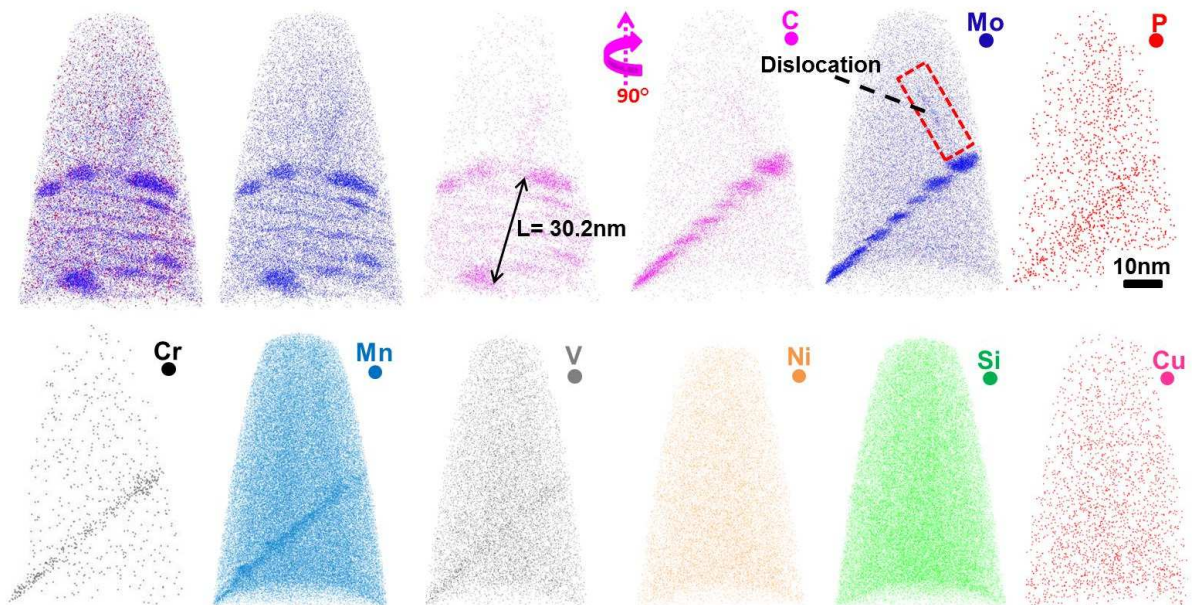 C
Mo
P
Dislocation
90°
L= 30.2nm
10nm
Cr
Mn
V
Ni
Si
Cu